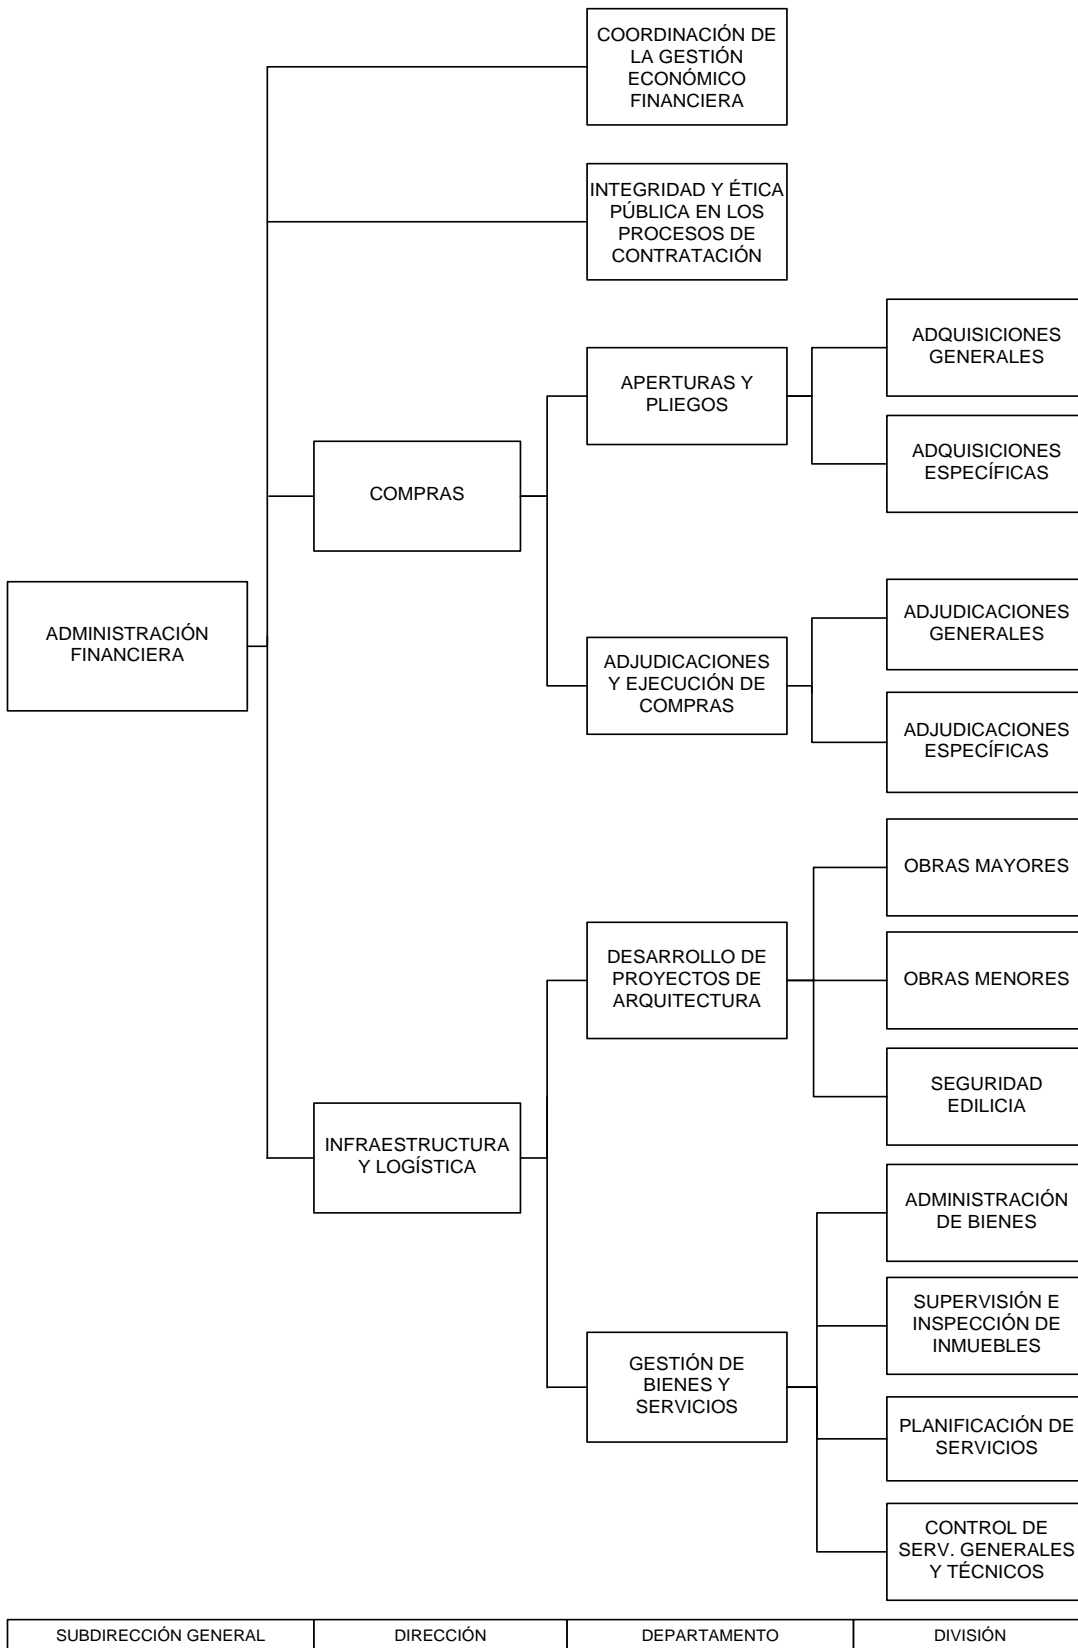 COORDINACIÓN DE
LA GESTIÓN
ECONÓMICO
FINANCIERA
INTEGRIDAD Y ÉTICA
PÚBLICA EN LOS
PROCESOS DE
CONTRATACIÓN
ADQUISICIONES
GENERALES
APERTURAS Y
PLIEGOS
ADQUISICIONES
ESPECÍFICAS
COMPRAS
ADMINISTRACIÓN
FINANCIERA
ADJUDICACIONES
GENERALES
ADJUDICACIONES
Y EJECUCIÓN DE
COMPRAS
ADJUDICACIONES
ESPECÍFICAS
OBRAS MAYORES
DESARROLLO DE
PROYECTOS DE
ARQUITECTURA
OBRAS MENORES
SEGURIDAD
EDILICIA
INFRAESTRUCTURA
Y LOGÍSTICA
ADMINISTRACIÓN
DE BIENES
SUPERVISIÓN E
INSPECCIÓN DE
INMUEBLES
GESTIÓN DE
BIENES Y
SERVICIOS
PLANIFICACIÓN DE
SERVICIOS
CONTROL DE
SERV. GENERALES
Y TÉCNICOS
SUBDIRECCIÓN GENERAL DIRECCIÓN DEPARTAMENTO DIVISIÓN